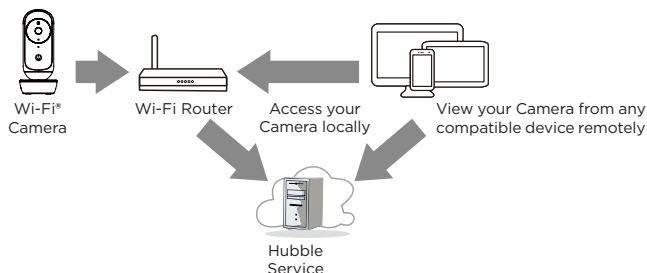 Wi-Fi®
Camera
Wi-Fi Router
Access your
Camera locally
View your Camera from any
compatible device remotely
Hubble
Service